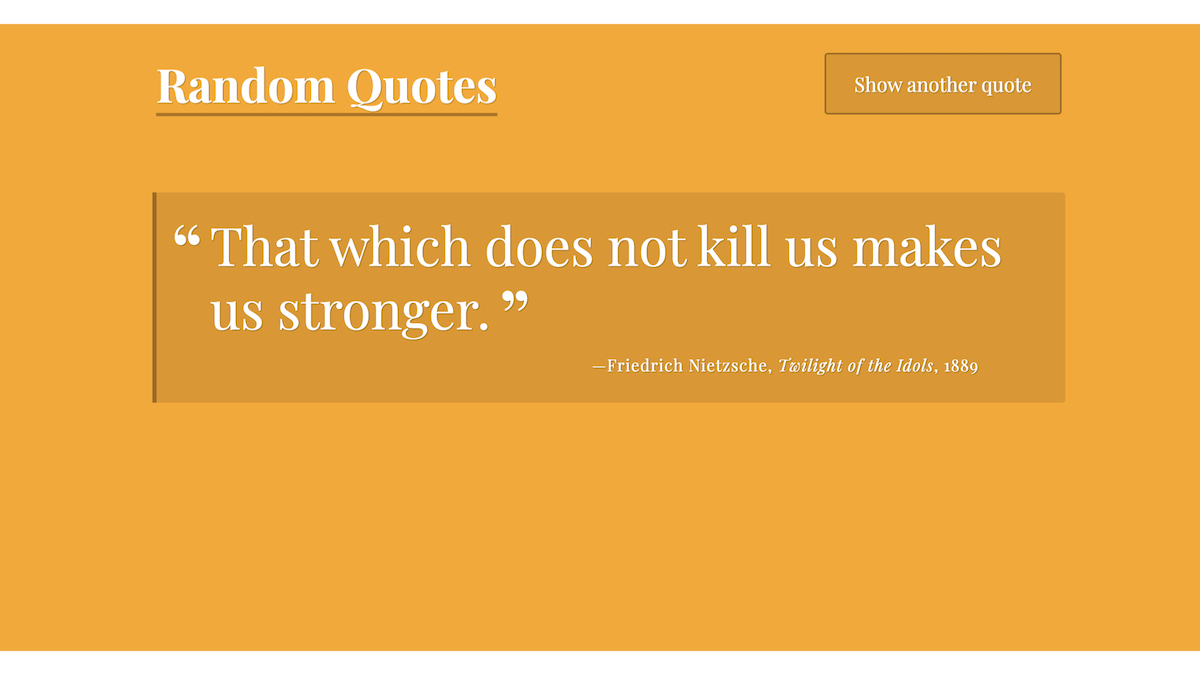 Random Quotes
Show another quote
“ That which does not kill us makes
us stronger. ”
—Friedrich Nietzsche, Twilight of the Idols, 1889